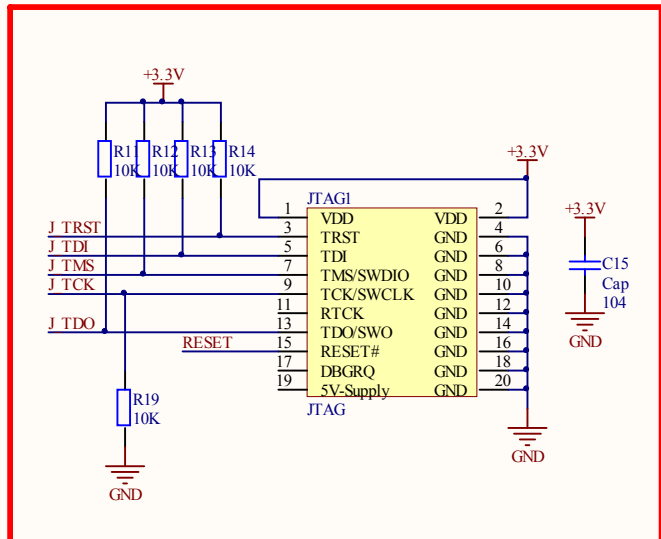 +3.3V
R11 R12 R13 R14
10K 10K 10K 10K
+3.3V
JTAG1
+3.3V
1 VDD VDD 2
J_TRST 3 TRST GND 4
J_TDI 5 TDI GND 6
J_TMS 7 TMS/SWDIO GND 8
J_TCK 9 TCK/SWCLK GND 10
11 RTCK GND 12
J_TDO 13 TDO/SWO GND 14
RESET 15 RESET# GND 16
17 DBGRQ GND 18
19 5V-Supply GND 20
JTAG
C15
Cap
104
GND
R19
10K
GND
GND